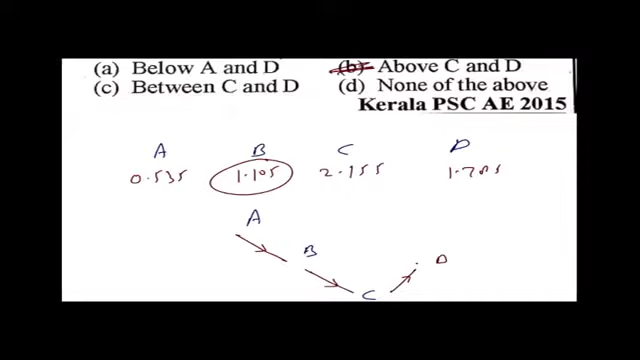 (a) Below A and D (b) Above C and D
(c) Between C and D (d) None of the above
Kerala PSC AE 2015
A B C D
0.535 1.105 2.155 1.785
A
B
D
C